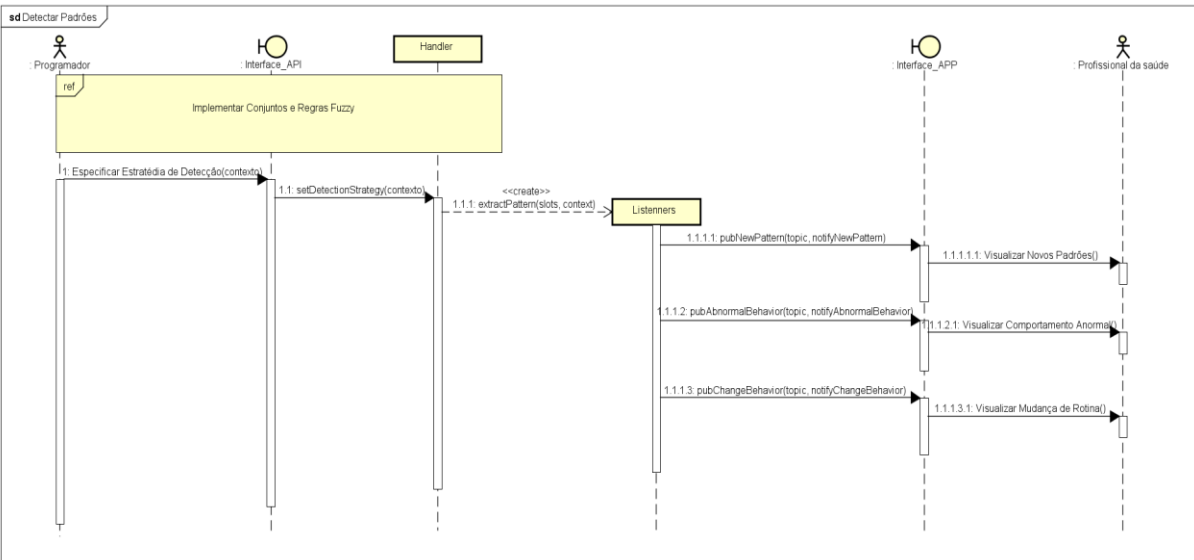 sd Detectar Padrões
: Programador
: Interface_API
Handler
: Interface_APP
: Profissional da saúde
ref
Implementar Conjuntos e Regras Fuzzy
1: Especificar Estratédia de Detecção(contexto)
1.1: setDetectionStrategy(contexto)
<<create>>
1.1.1: extractPattern(slots, context)
Listenners
1.1.1.1: pubNewPattern(topic, notifyNewPattern)
1.1.1.1.1: Visualizar Novos Padrões()
1.1.1.2: pubAbnormalBehavior(topic, notifyAbnormalBehavior)
1.1.1.2.1: Visualizar Comportamento Anormal()
1.1.1.3: pubChangeBehavior(topic, notifyChangeBehavior)
1.1.1.3.1: Visualizar Mudança de Rotina()